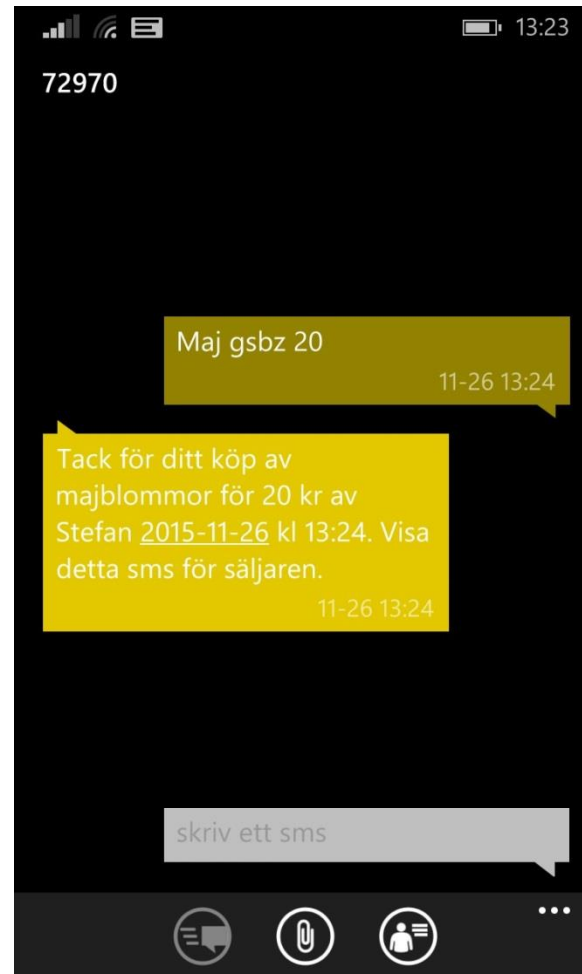 13:23
72970
Maj gsbz 20
11-26 13:24
Tack för ditt köp av
majblommor för 20 kr av
Stefan 2015-11-26 kl 13:24. Visa
detta sms för säljaren.
11-26 13:24
skriv ett sms